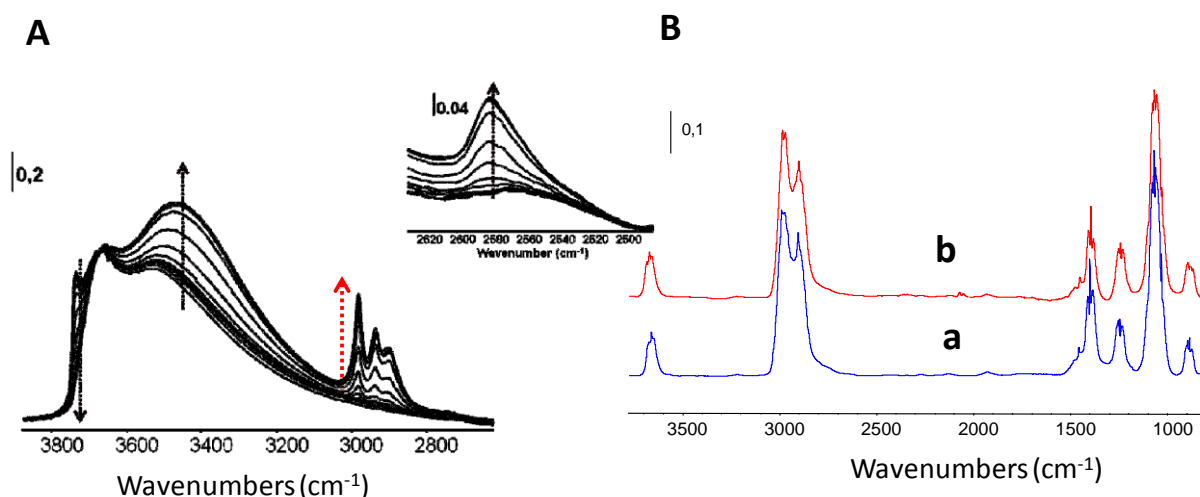 A
0,2
3800 3600 3400 3200 3000 2800
Wavenumbers (cm-1)
0.04
2620 2600 2580 2560 2540 2520 2500
Wavenumber (cm-1)
B
0,1
b
a
3500 3000 2500 2000 1500 1000
Wavenumbers (cm-1)